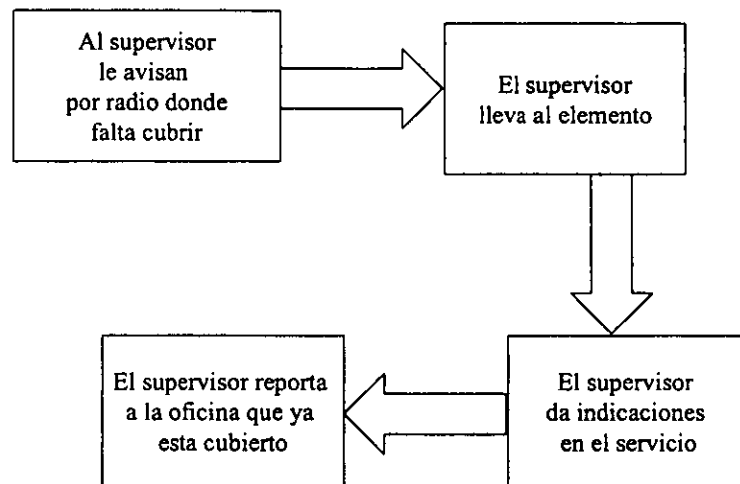 Al supervisor
le avisan
por radio donde
falta cubrir
El supervisor
lleva al elemento
El supervisor
da indicaciones
en el servicio
El supervisor reporta
a la oficina que ya
esta cubierto